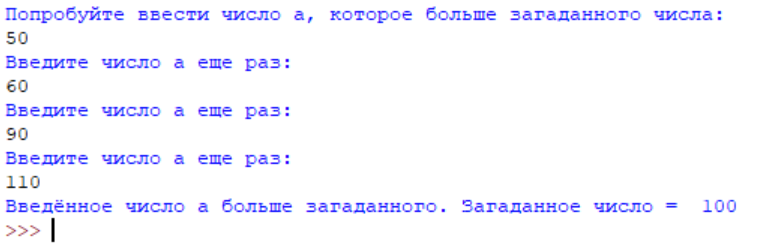 Попробуйте ввести число а, которое больше загаданного числа:
50
Введите число а еще раз:
60
Введите число а еще раз:
90
Введите число а еще раз:
110
Введённое число а больше загаданного. Загаданное число =  100
>>>